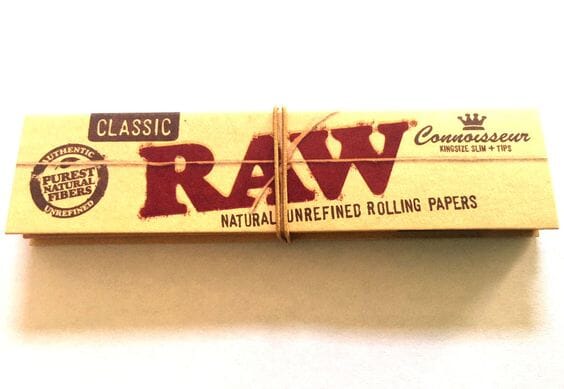 CLASSIC
RAW®
Connoisseur
KINGSIZE SLIM + TIPS
AUTHENTIC
PUREST
NATURAL
FIBERS
UNREFINED
NATURAL UNREFINED ROLLING PAPERS